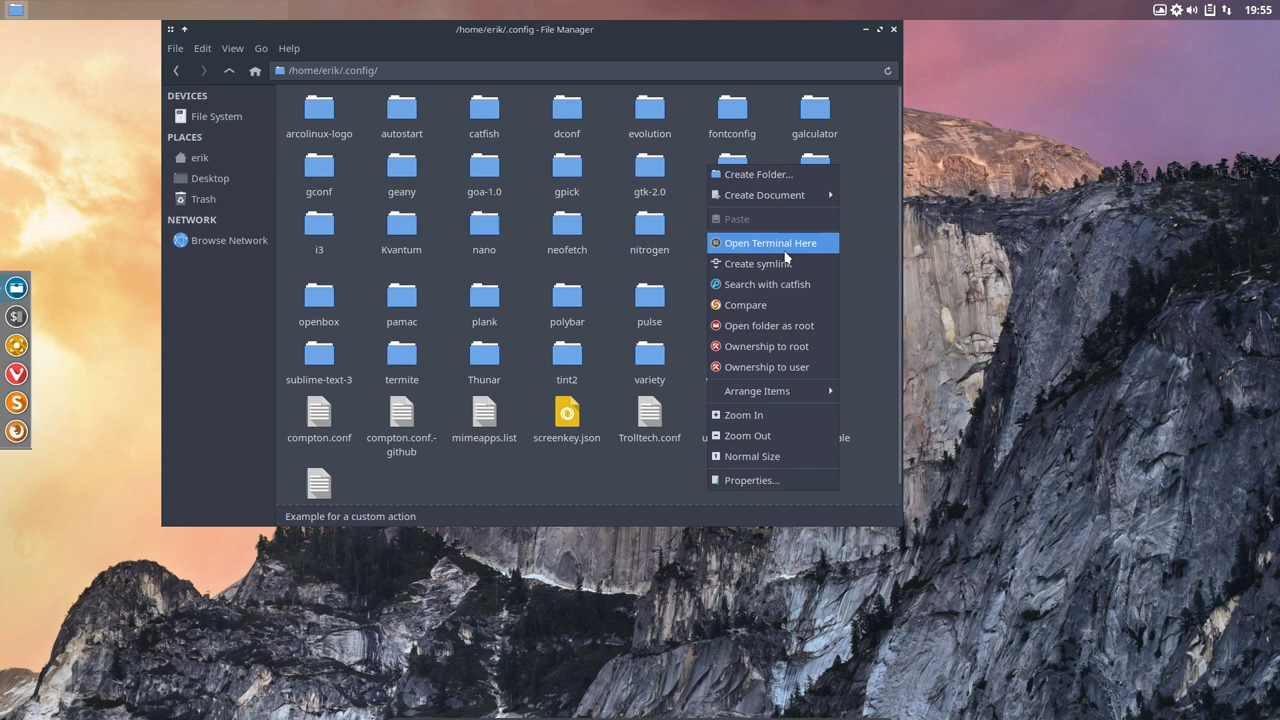 19:55
/home/erik/.config - File Manager
File Edit View Go Help
/home/erik/.config/
DEVICES
File System
PLACES
erik
Desktop
Trash
NETWORK
Browse Network
arcolinux-logo autostart catfish dconf evolution fontconfig galculator
gconf geany goa-1.0 gpick gtk-2.0
i3 Kvantum nano neofetch nitrogen
openbox pamac plank polybar pulse
sublime-text-3 termite Thunar tint2 variety
compton.conf compton.conf.-
github mimeapps.list screenkey.json Trolltech.conf
Create Folder...
Create Document
Paste
Open Terminal Here
Create symlink
Search with catfish
Compare
Open folder as root
Ownership to root
Ownership to user
Arrange Items
Zoom In
Zoom Out
Normal Size
Properties...
Example for a custom action